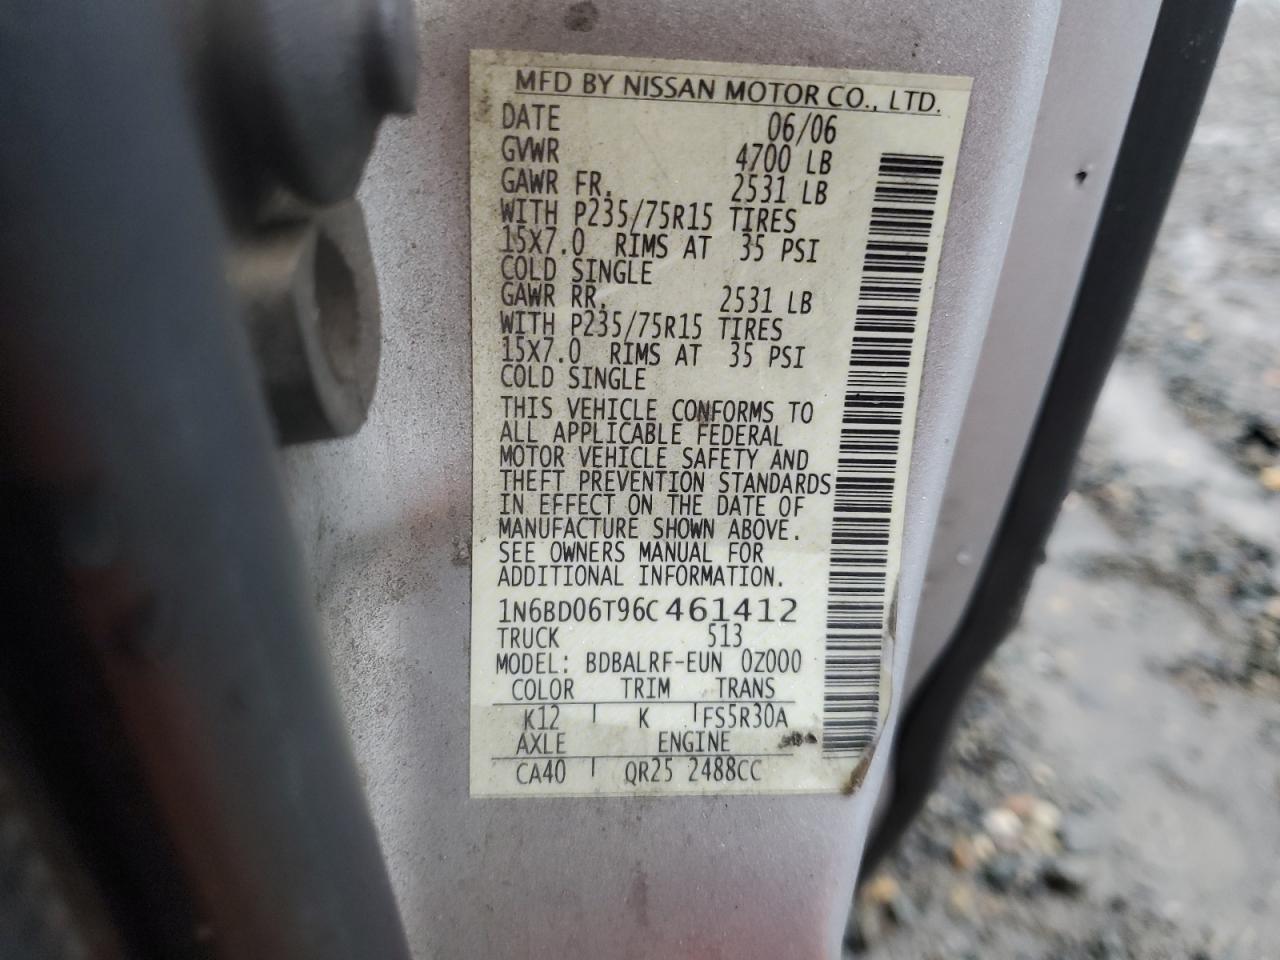 MFD BY NISSAN MOTOR CO., LTD.
DATE 06/06
GVWR 4700 LB
GAWR FR, 2531 LB
WITH P235/75R15 TIRES
15X7.0 RIMS AT 35 PSI
COLD SINGLE
GAWR RR, 2531 LB
WITH P235/75R15 TIRES
15X7.0 RIMS AT 35 PSI
COLD SINGLE
THIS VEHICLE CONFORMS TO
ALL APPLICABLE FEDERAL
MOTOR VEHICLE SAFETY AND
THEFT PREVENTION STANDARDS
IN EFFECT ON THE DATE OF
MANUFACTURE SHOWN ABOVE.
SEE OWNERS MANUAL FOR
ADDITIONAL INFORMATION.
1N6BD06T96C461412
TRUCK 513
MODEL: BDBALRF-EUN 0Z000
COLOR TRIM TRANS
K12 K FS5R30A
AXLE ENGINE
CA40 QR25 2488CC